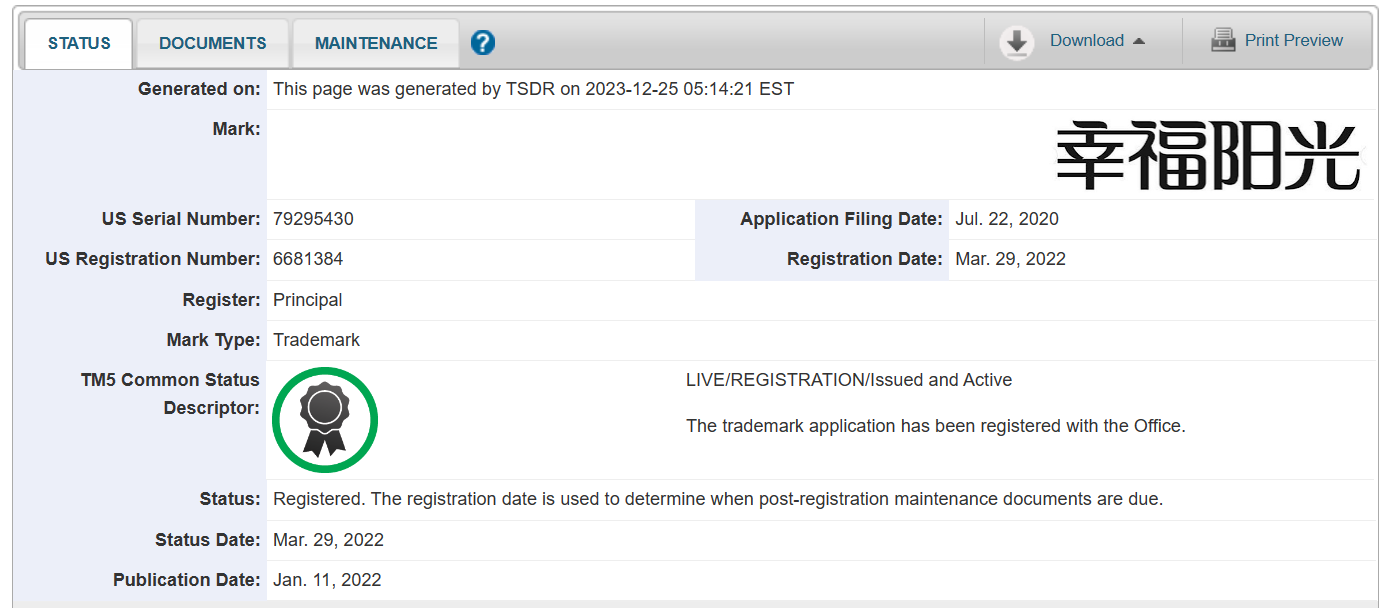 STATUS DOCUMENTS MAINTENANCE ? Download Print Preview
Generated on: This page was generated by TSDR on 2023-12-25 05:14:21 EST
Mark: 幸福阳光
US Serial Number: 79295430 Application Filing Date: Jul. 22, 2020
US Registration Number: 6681384 Registration Date: Mar. 29, 2022
Register: Principal
Mark Type: Trademark
TM5 Common Status LIVE/REGISTRATION/Issued and Active
Descriptor:
The trademark application has been registered with the Office.
Status: Registered. The registration date is used to determine when post-registration maintenance documents are due.
Status Date: Mar. 29, 2022
Publication Date: Jan. 11, 2022